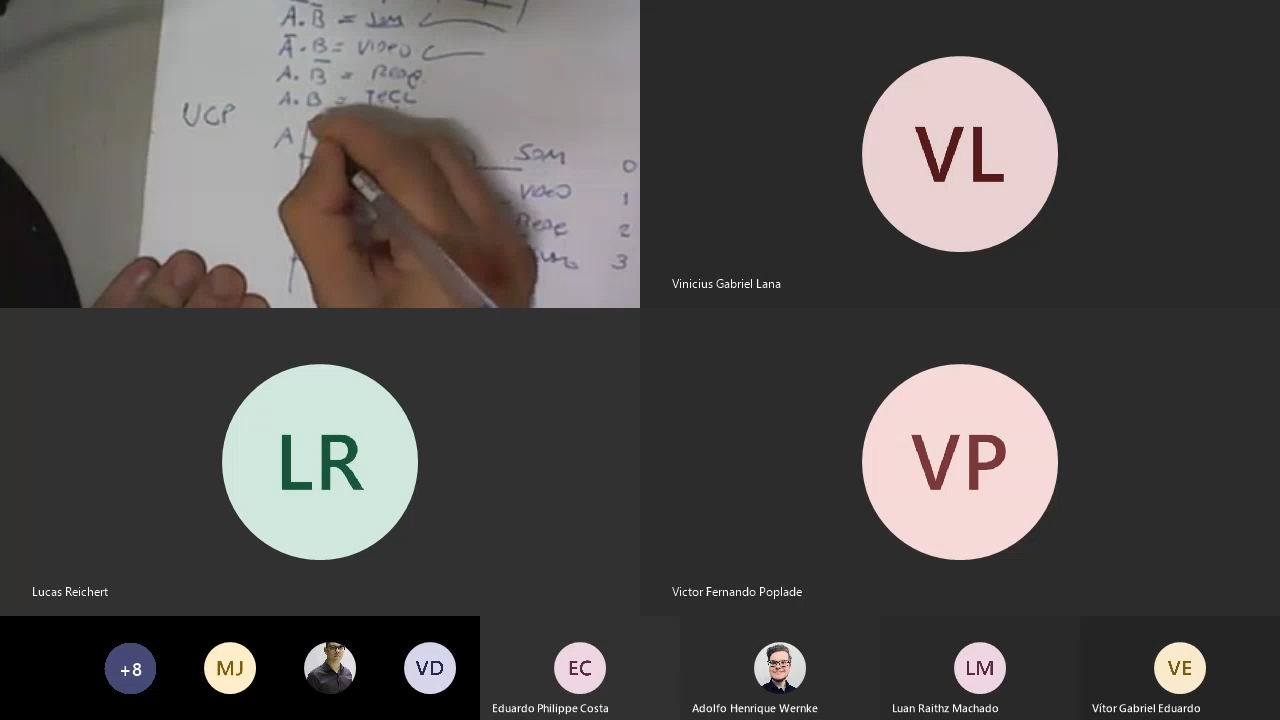 Ā.B̄ = SOM
Ā.B = VIDEO
A.B̄ = REDE
A.B = TECL
UCP
A
SOM 0
VIDEO 1
REDE 2
3
VL
Vinicius Gabriel Lana
LR
Lucas Reichert
VP
Victor Fernando Poplade
+8
MJ
VD
EC
Eduardo Philippe Costa
Adolfo Henrique Wernke
LM
Luan Raithz Machado
VE
Vítor Gabriel Eduardo